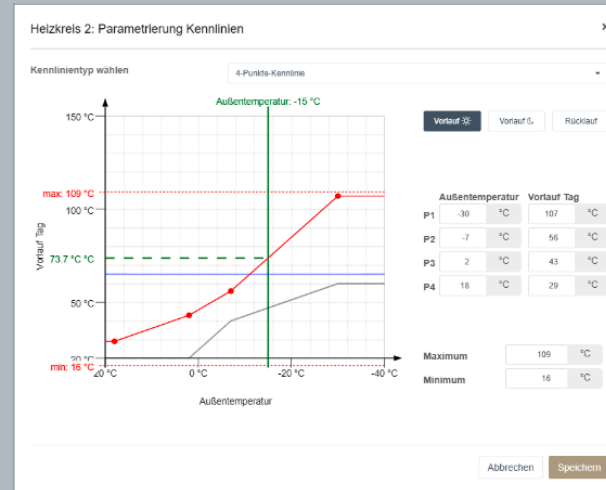 Heizkreis 2: Parametrierung Kennlinien
Kennlinientyp wählen
4-Punkte-Kennlinie
Außentemperatur: -15 °C
150 °C
max: 109 °C
100 °C
73.7 °C °C
50 °C
20 °C
min: 16 °C
20 °C
0 °C
-20 °C
-40 °C
Vorlauf Tag
Außentemperatur
Vorlauf
Vorlauf
Rücklauf
Außentemperatur Vorlauf Tag
P1 -30 °C 107 °C
P2 -7 °C 56 °C
P3 2 °C 43 °C
P4 18 °C 29 °C
Maximum 109 °C
Minimum 16 °C
Abbrechen
Speichern